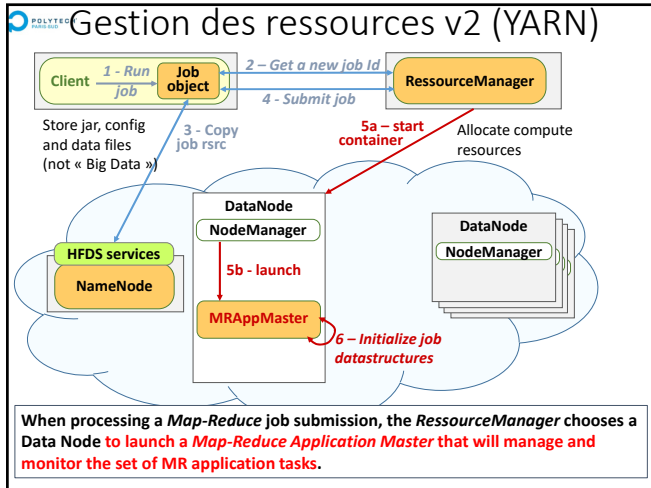 POLYTECH
PARIS-SUD
Gestion des ressources v2 (YARN)
Client
1 - Run
job
Job
object
2 – Get a new job Id
4 - Submit job
RessourceManager
Store jar, config
and data files
(not « Big Data »)
3 - Copy
job rsrc
5a – start
container
Allocate compute
resources
DataNode
NodeManager
5b - launch
MRAppMaster
6 – Initialize job
datastructures
HFDS services
NameNode
DataNode
NodeManager
When processing a Map-Reduce job submission, the RessourceManager chooses a
Data Node to launch a Map-Reduce Application Master that will manage and
monitor the set of MR application tasks.